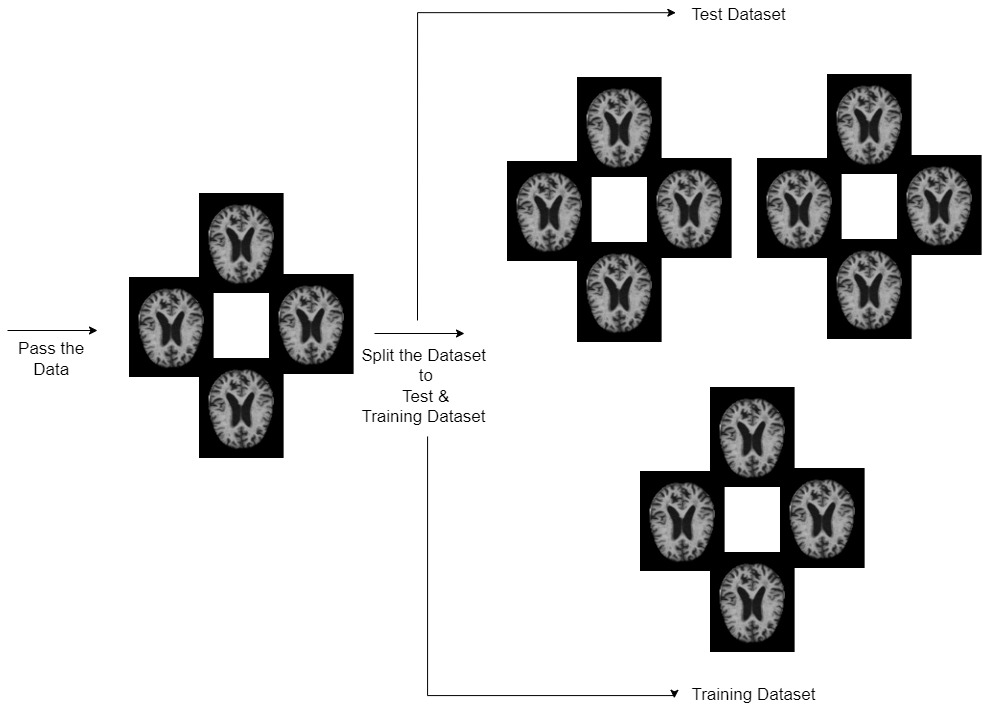 Test Dataset
Pass the
Data
Split the Dataset
to
Test &
Training Dataset
Training Dataset